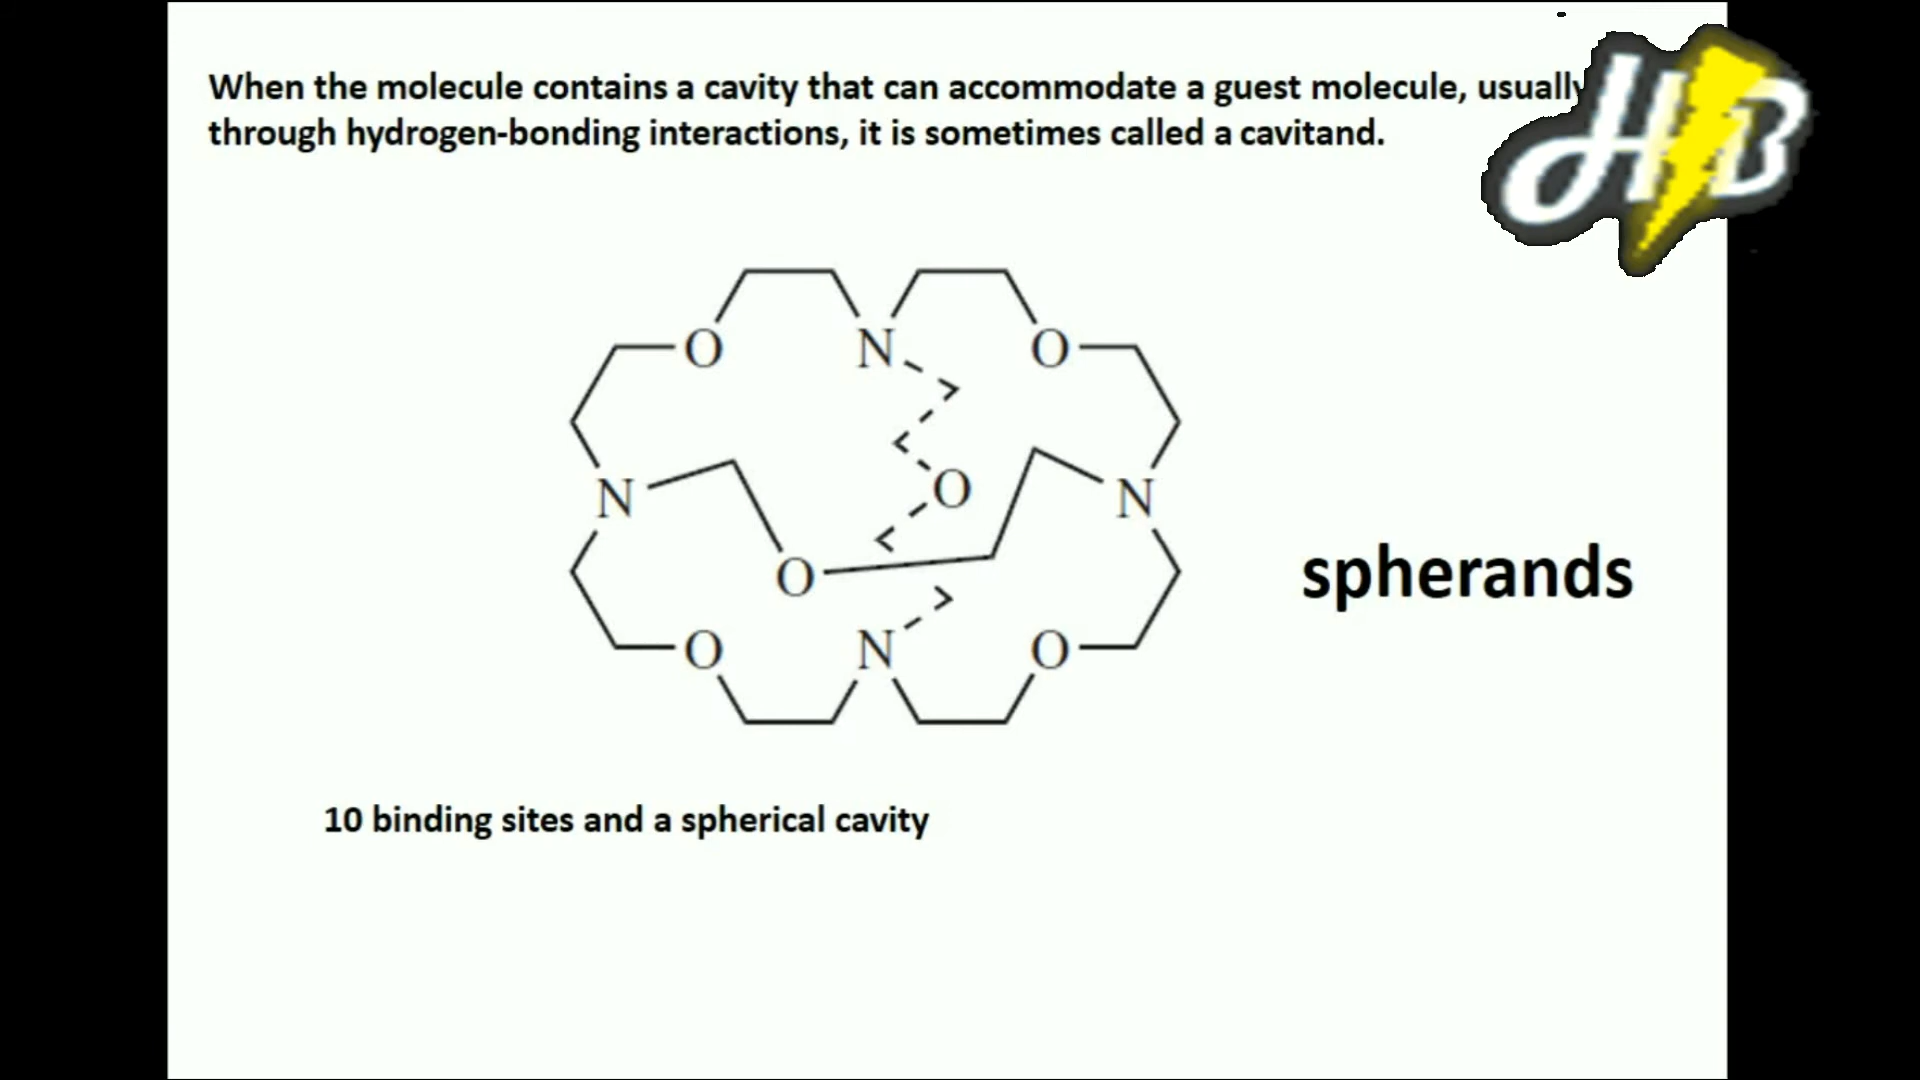 When the molecule contains a cavity that can accommodate a guest molecule, usually
through hydrogen-bonding interactions, it is sometimes called a cavitand.
HB
O N O
N O N
O
O N O
spherands
10 binding sites and a spherical cavity